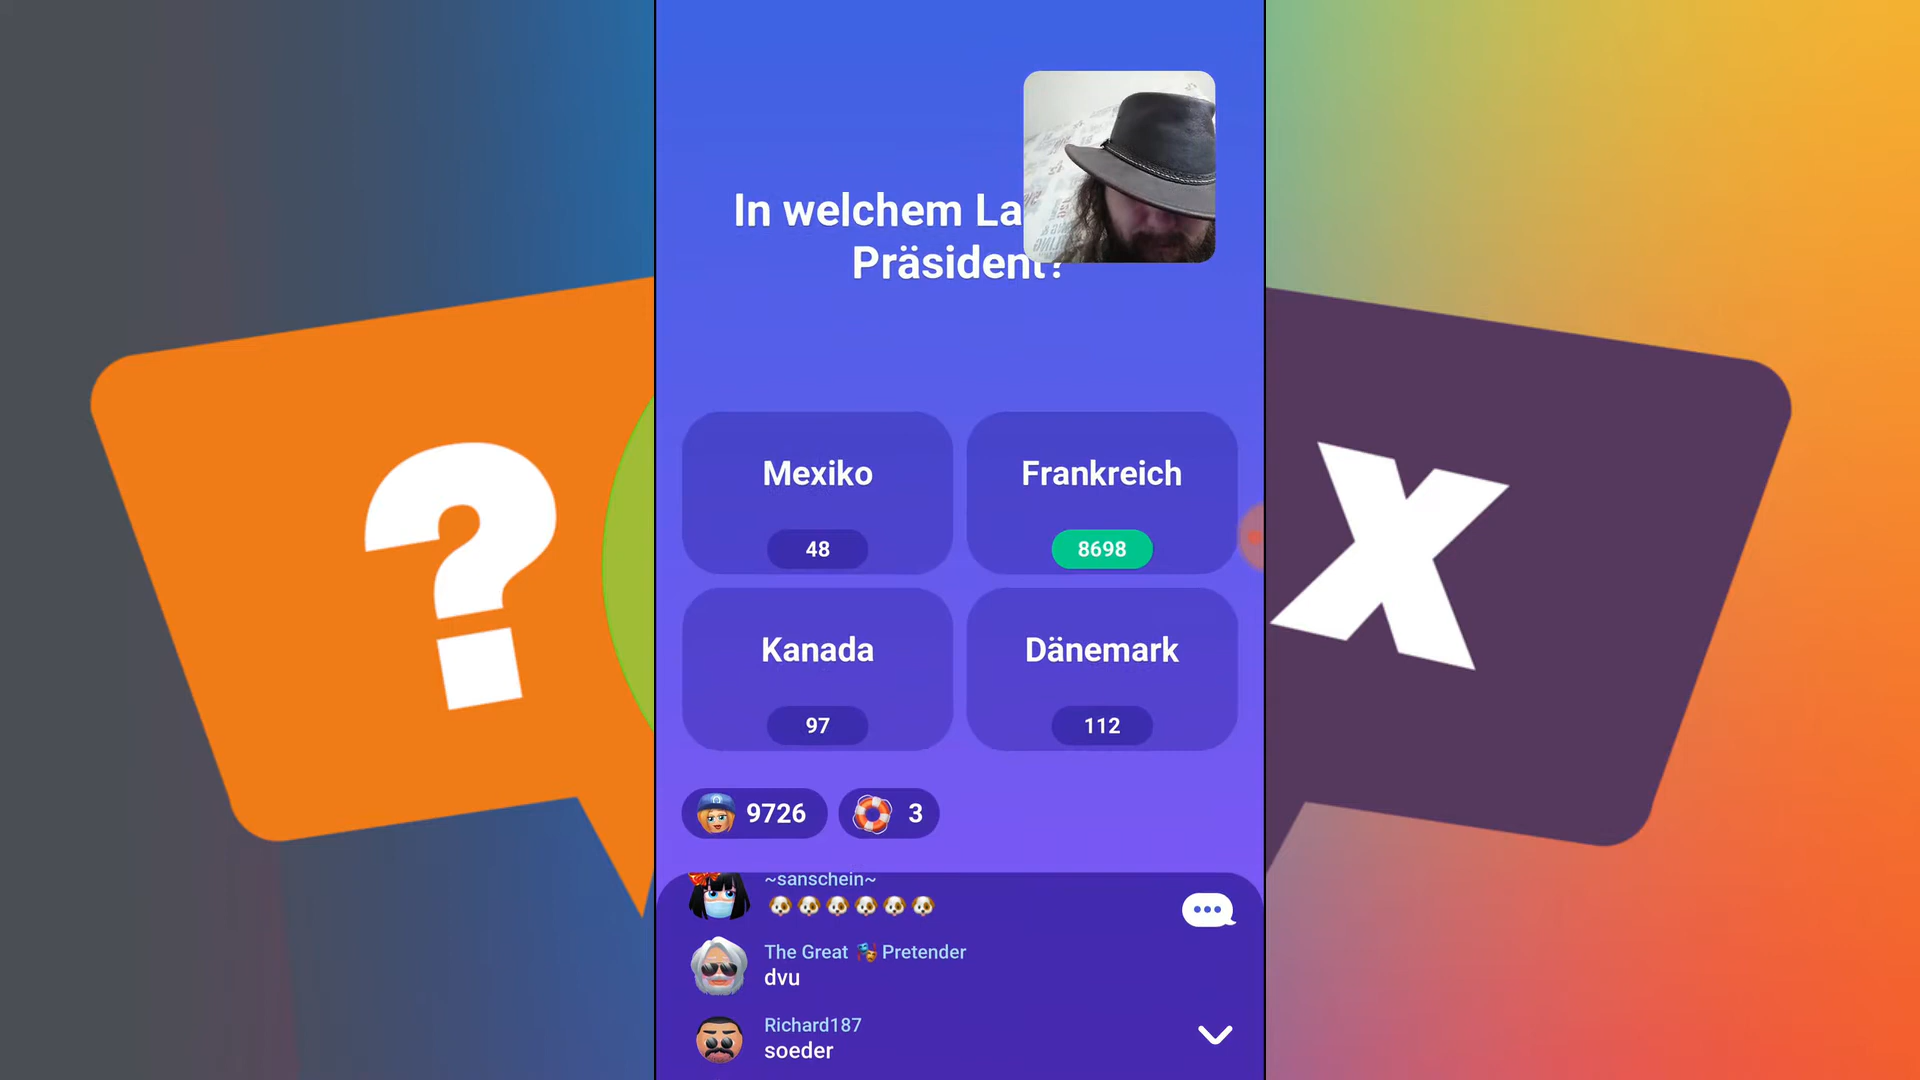 ?
X
In welchem La
Präsident?
Mexiko
48
Frankreich
8698
Kanada
97
Dänemark
112
9726
3
~sanschein~
🐶🐶🐶🐶🐶🐶
The Great 🎭 Pretender
dvu
Richard187
soeder